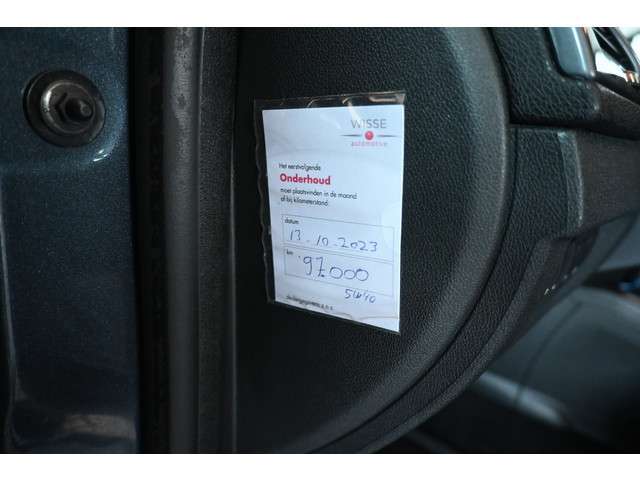 WISSE
automotive
Het eerstvolgende
Onderhoud
moet plaatsvinden in de maand
of bij kilometerstand:
datum
13-10-2023
km
97.000
5W40